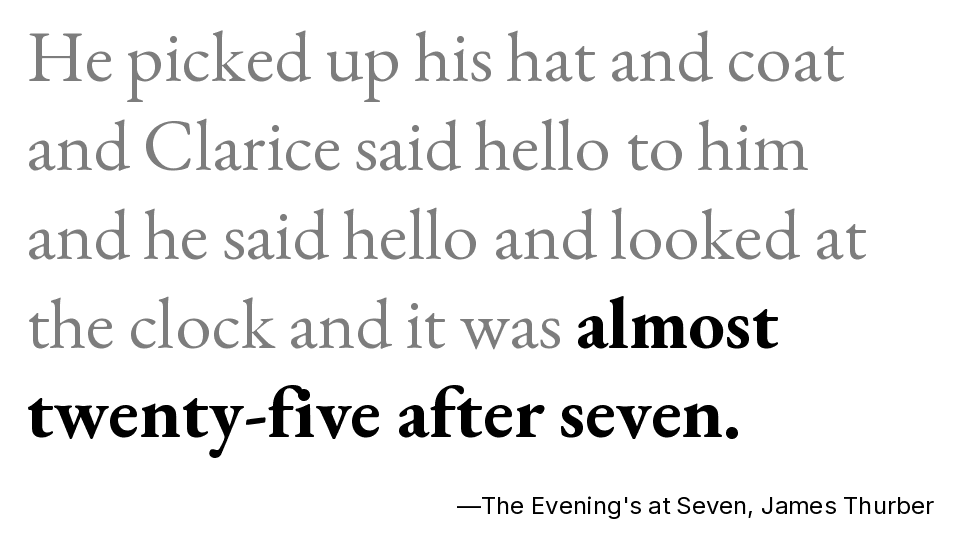 He picked up his hat and coat
and Clarice said hello to him
and he said hello and looked at
the clock and it was almost
twenty-five after seven.
—The Evening's at Seven, James Thurber